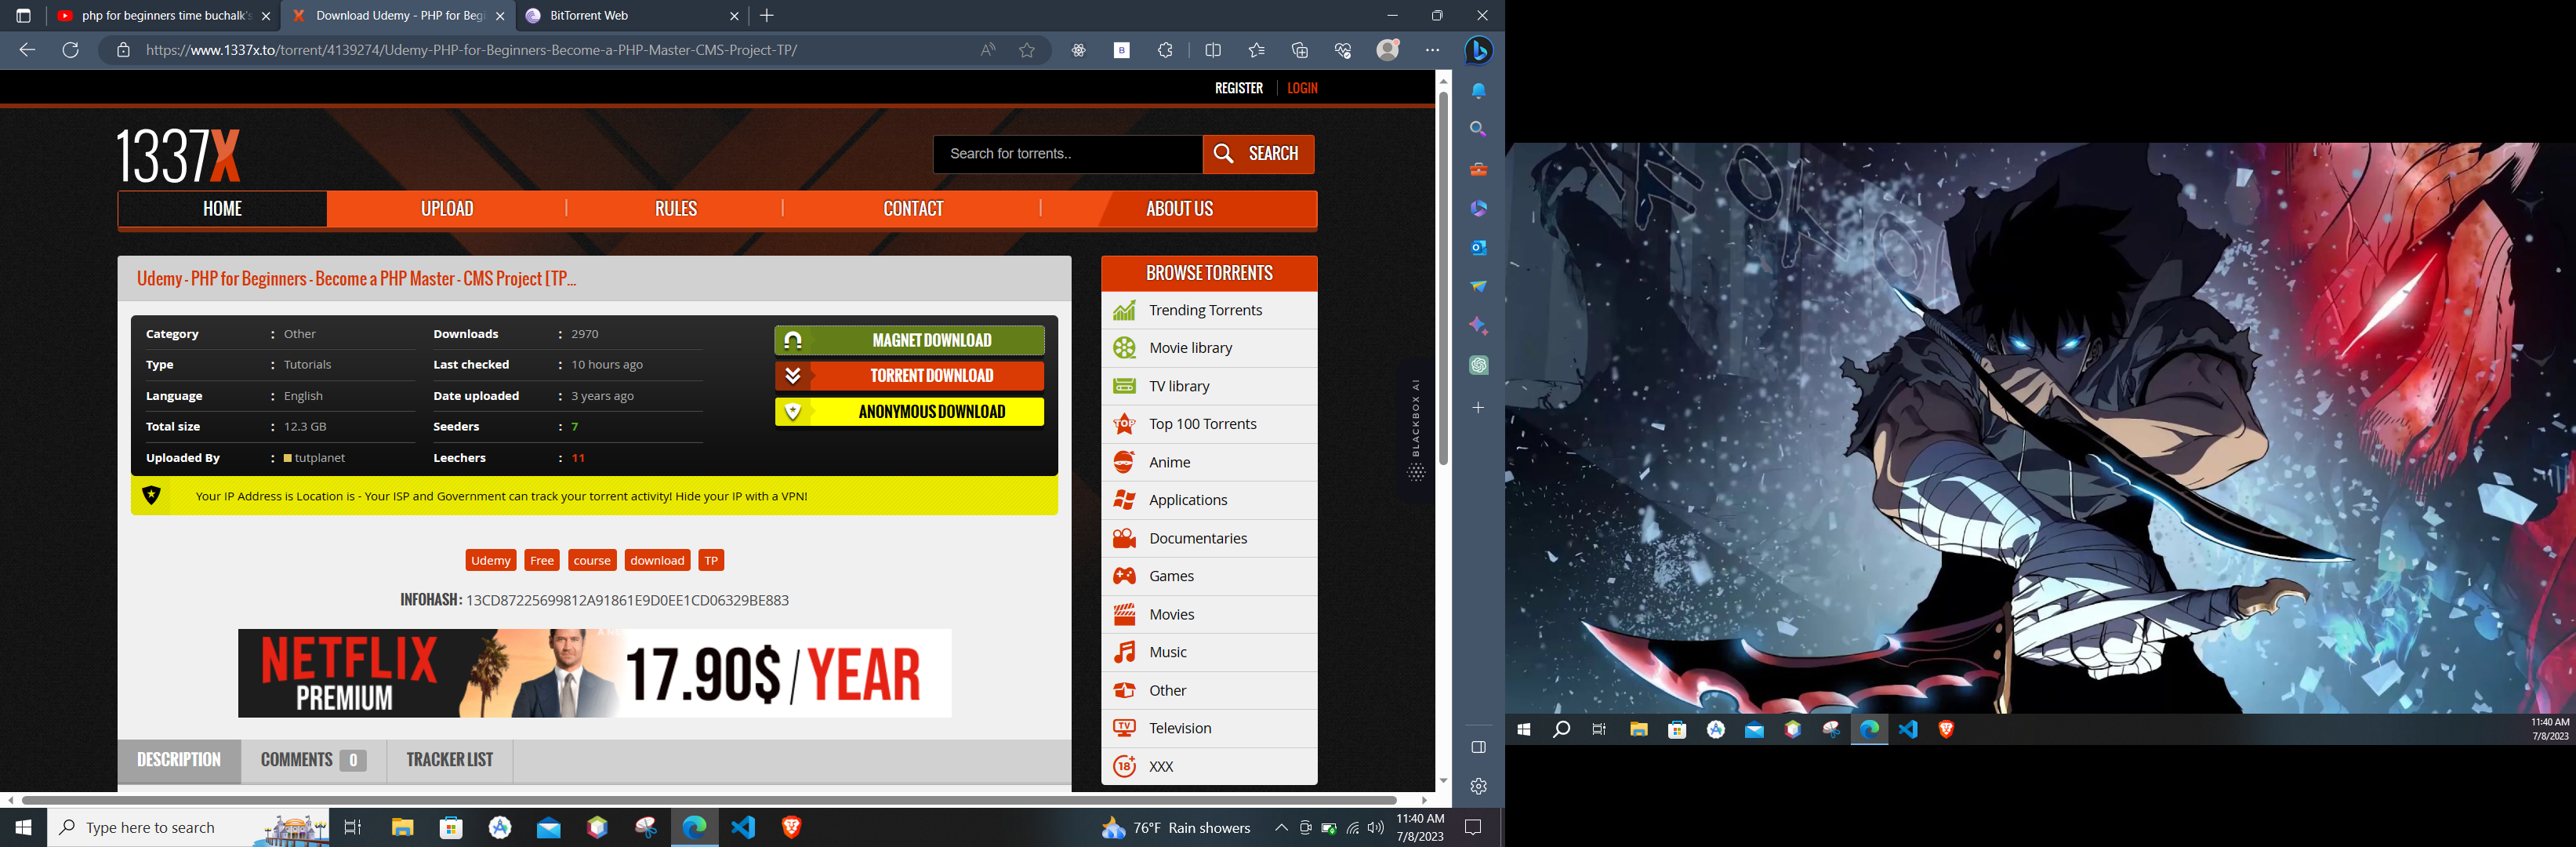 php for beginners time buchalk's
Download Udemy - PHP for Begi
BitTorrent Web
https://www.1337x.to/torrent/4139274/Udemy-PHP-for-Beginners-Become-a-PHP-Master-CMS-Project-TP/
REGISTER LOGIN
1337X
Search for torrents..
SEARCH
HOME UPLOAD RULES CONTACT ABOUT US
Udemy - PHP for Beginners - Become a PHP Master - CMS Project [TP...
Category : Other Downloads : 2970
Type : Tutorials Last checked : 10 hours ago
Language : English Date uploaded : 3 years ago
Total size : 12.3 GB Seeders : 7
Uploaded By : tutplanet Leechers : 11
MAGNET DOWNLOAD
TORRENT DOWNLOAD
ANONYMOUS DOWNLOAD
Your IP Address is Location is - Your ISP and Government can track your torrent activity! Hide your IP with a VPN!
Udemy Free course download TP
INFOHASH : 13CD87225699812A91861E9D0EE1CD06329BE883
NETFLIX
PREMIUM
17.90$ / YEAR
DESCRIPTION COMMENTS 0 TRACKER LIST
BROWSE TORRENTS
Trending Torrents
Movie library
TV library
TOP Top 100 Torrents
Anime
Applications
Documentaries
Games
Movies
Music
Other
TV Television
18+ XXX
BLACKBOX AI
Type here to search
76°F Rain showers
11:40 AM
7/8/2023
11:40 AM
7/8/2023